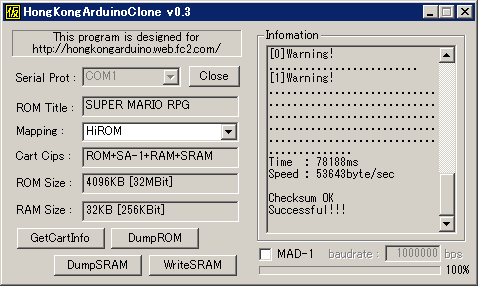 仮 HongKongArduinoClone v0.3
This program is designed for
http://hongkongarduino.web.fc2.com/
Serial Prot : COM1 Close
ROM Title : SUPER MARIO RPG
Mapping : HiROM
Cart Cips : ROM+SA-1+RAM+SRAM
ROM Size : 4096KB [32MBit]
RAM Size : 32KB [256KBit]
GetCartInfo DumpROM
DumpSRAM WriteSRAM
Infomation
[0]Warning!
.........................
[1]Warning!
............................
............................
............................
............................
..............
Time : 78188ms
Speed : 53643byte/sec
Checksum OK
Successful!!!
MAD-1 baudrate : 1000000 bps
100%